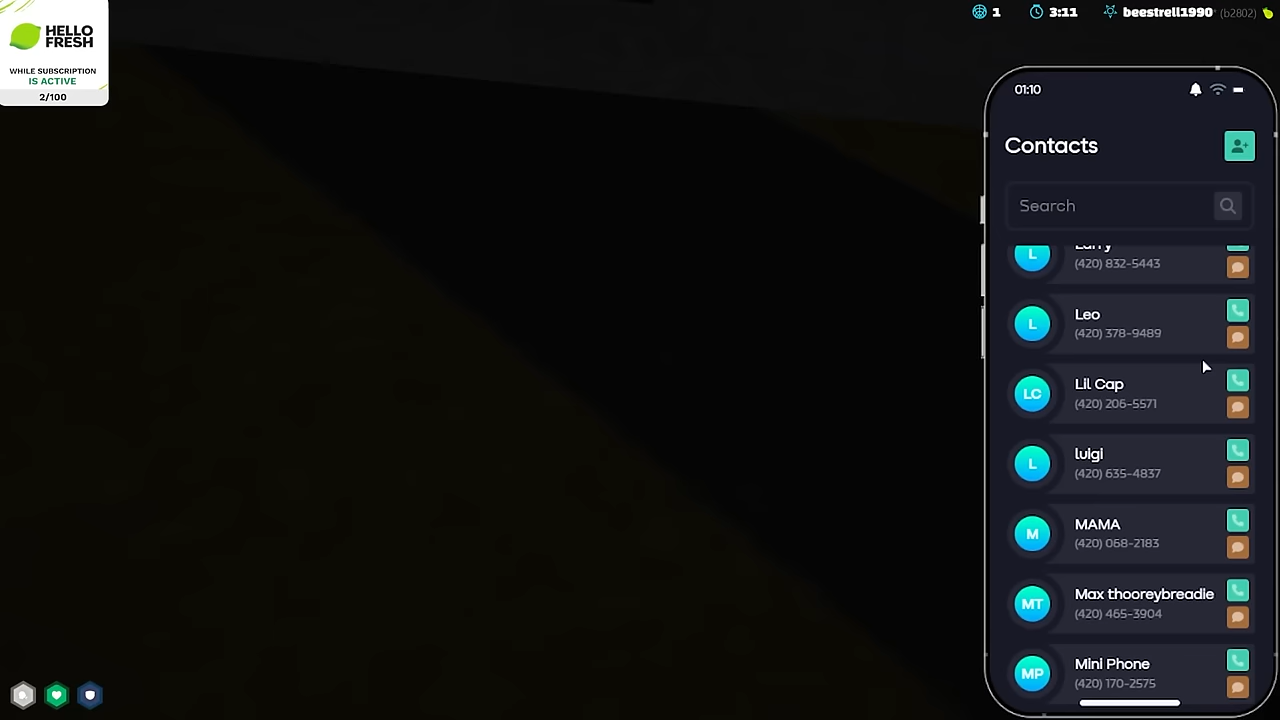 HELLO
FRESH
WHILE SUBSCRIPTION
IS ACTIVE
2/100
1 3:11 beestrell1990 (b2802)
01:10
Contacts
Search
Larry
(420) 832-5443
L
Leo
(420) 378-9489
L
Lil Cap
(420) 206-5571
LC
luigi
(420) 635-4837
L
MAMA
(420) 068-2183
M
Max thooreybreadie
(420) 465-3904
MT
Mini Phone
(420) 170-2575
MP